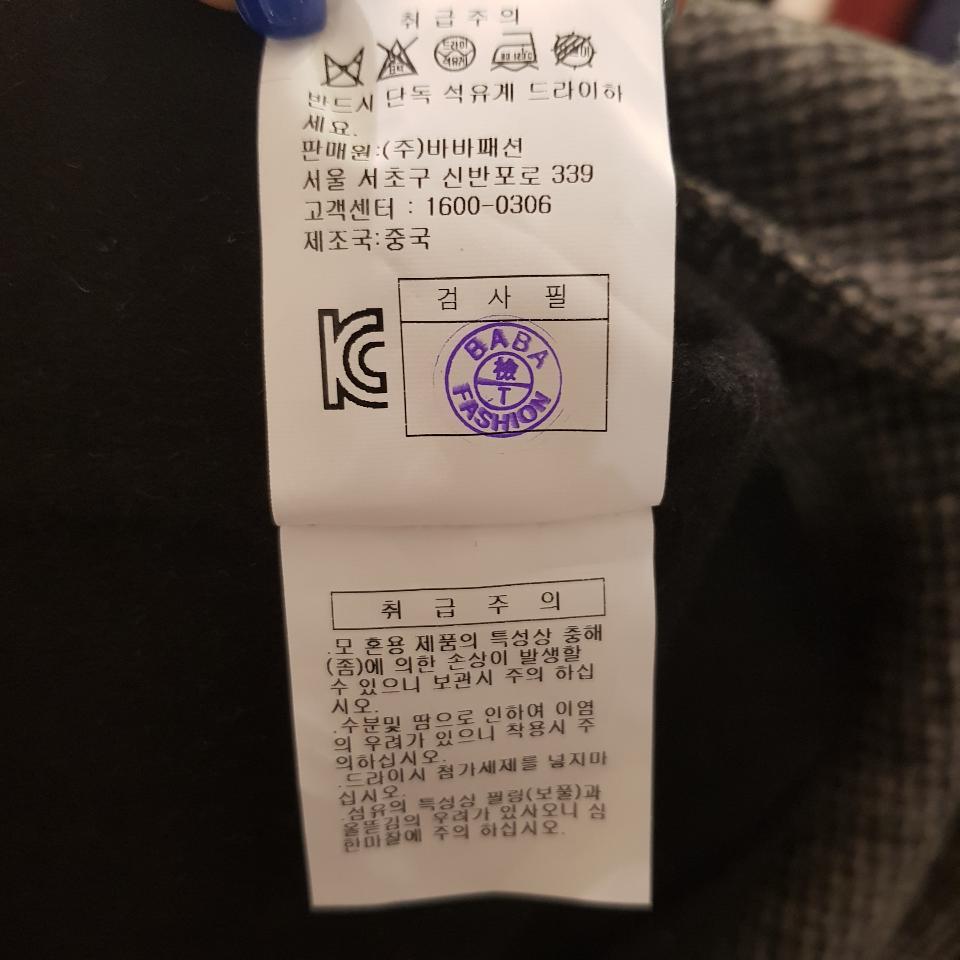 취급주의
드라이
석유계
반드시 단독 석유계 드라이하
세요.
판매원:(주)바바패션
서울 서초구 신반포로 339
고객센터 : 1600-0306
제조국:중국
검 사 필
BABA
檢
T
FASHION
취 급 주 의
.모 혼용 제품의 특성상 충해
(좀)에 의한 손상이 발생할
수 있으니 보관시 주의 하십
시오.
.수분및 땀으로 인하여 이염
의 우려가 있으니 착용시 주
의하십시오.
.드라이시 첨가세제를 넣지마
십시오.
.섬유의 특성상 필링(보풀)과
올뜯김의 우려가 있사오니 심
한마찰에 주의 하십시오.